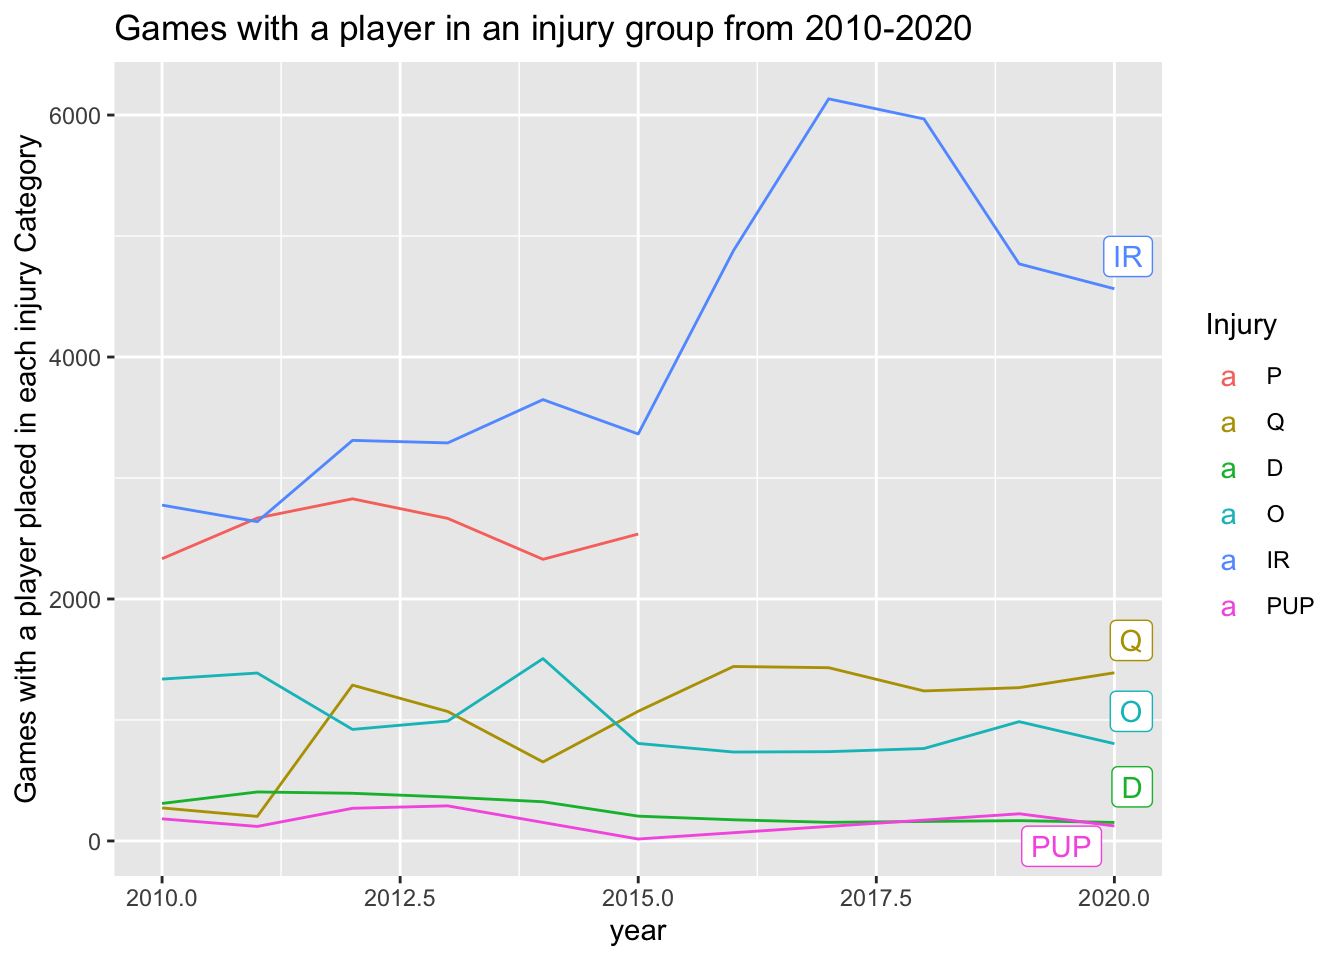 Games with a player in an injury group from 2010-2020
Games with a player placed in each injury Category
6000
4000
2000
0
2010.0
2012.5
2015.0
2017.5
2020.0
year
IR
Q
O
D
PUP
Injury
a P
a Q
a D
a O
a IR
a PUP